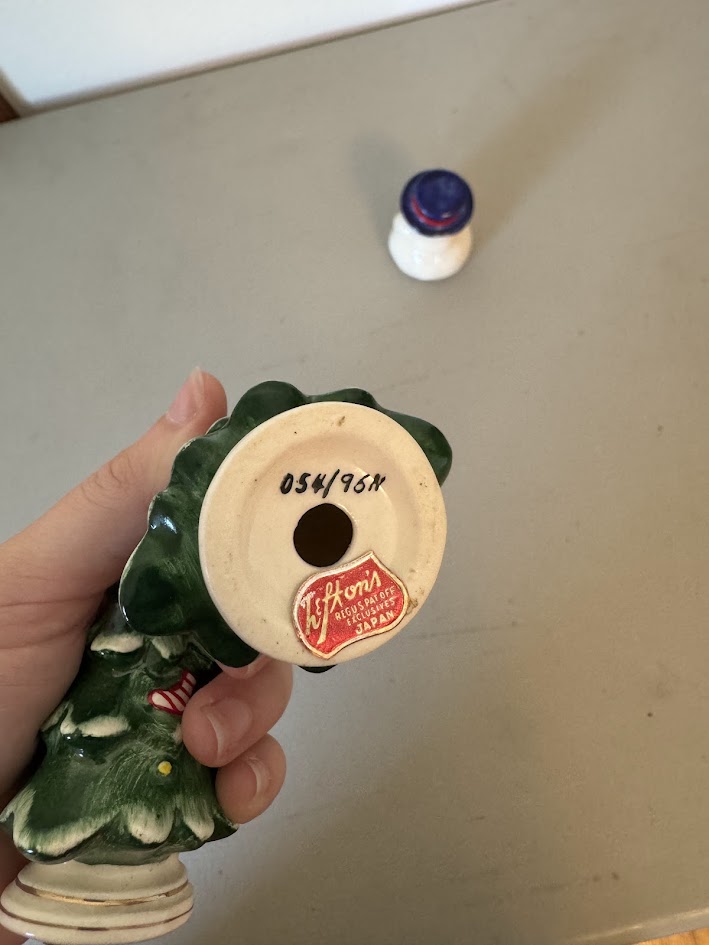 054/96N
Lefton's
REG U S PAT OFF
EXCLUSIVES
JAPAN